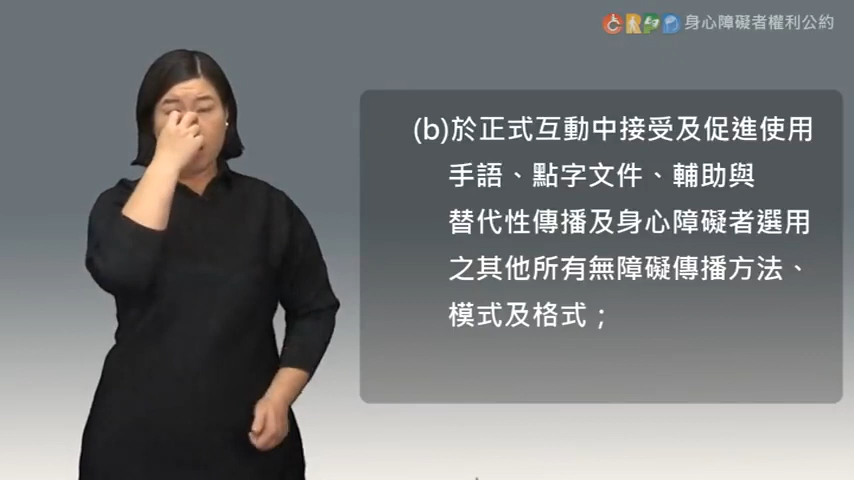 CRPD 身心障礙者權利公約
(b)於正式互動中接受及促進使用
手語、點字文件、輔助與
替代性傳播及身心障礙者選用
之其他所有無障礙傳播方法、
模式及格式；